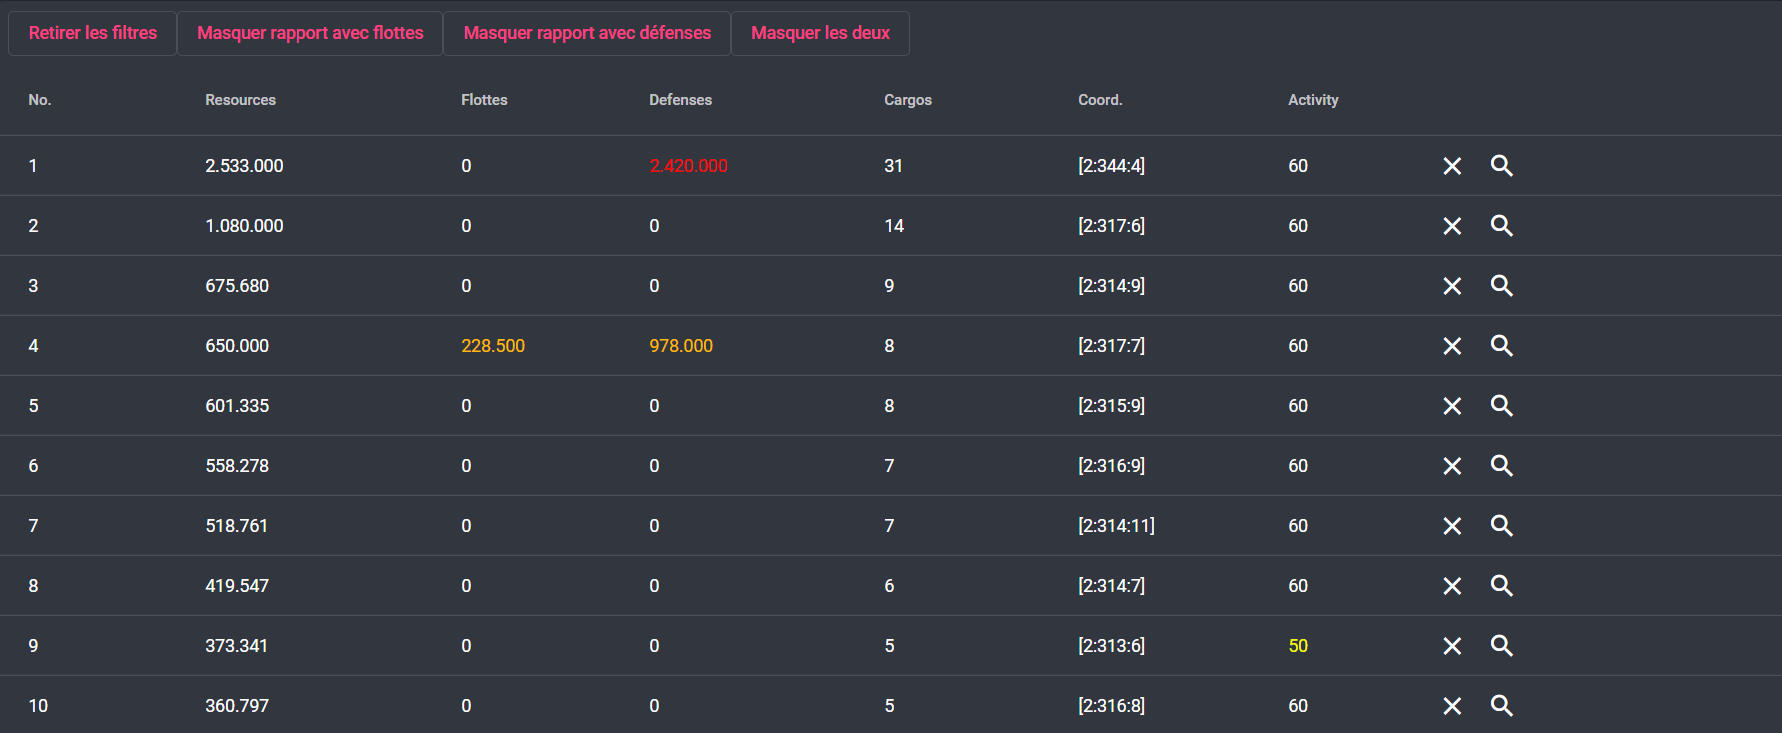 Retirer les filtres Masquer rapport avec flottes Masquer rapport avec défenses Masquer les deux
No. Resources Flottes Defenses Cargos Coord. Activity
1 2.533.000 0 2.420.000 31 [2:344:4] 60
2 1.080.000 0 0 14 [2:317:6] 60
3 675.680 0 0 9 [2:314:9] 60
4 650.000 228.500 978.000 8 [2:317:7] 60
5 601.335 0 0 8 [2:315:9] 60
6 558.278 0 0 7 [2:316:9] 60
7 518.761 0 0 7 [2:314:11] 60
8 419.547 0 0 6 [2:314:7] 60
9 373.341 0 0 5 [2:313:6] 50
10 360.797 0 0 5 [2:316:8] 60